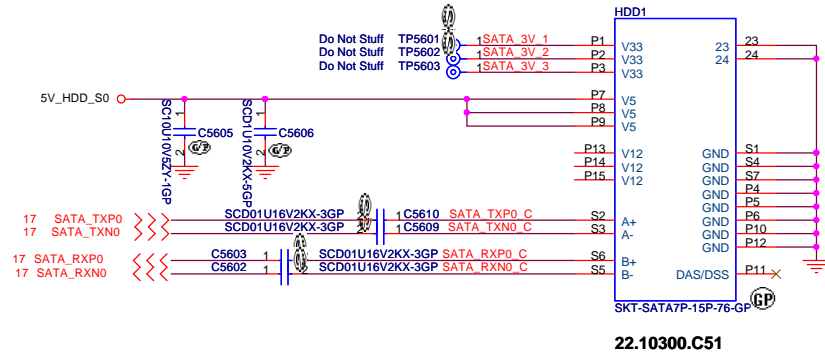 HDD1
Do Not Stuff TP5601 1 SATA_3V_1 P1 V33 23 23
Do Not Stuff TP5602 1 SATA_3V_2 P2 V33 24 24
Do Not Stuff TP5603 1 SATA_3V_3 P3 V33
5V_HDD_S0 P7 V5
P8 V5
P9 V5
SC10U10V5ZY-1GP 1 2 C5605 G/P
SCD1U10V2KX-5GP 1 2 C5606 G/P
P13 V12 GND S1
P14 V12 GND S4
P15 V12 GND S7
GND P4
GND P5
17 SATA_TXP0 SCD01U16V2KX-3GP 2 1 C5610 SATA_TXP0_C S2 A+ GND P6
17 SATA_TXN0 SCD01U16V2KX-3GP 1 C5609 SATA_TXN0_C S3 A- GND P10
GND P12
17 SATA_RXP0 C5603 1 SCD01U16V2KX-3GP SATA_RXP0_C S6 B+
17 SATA_RXN0 C5602 1 2 SCD01U16V2KX-3GP SATA_RXN0_C S5 B- DAS/DSS P11
SKT-SATA7P-15P-76-GP GP
22.10300.C51